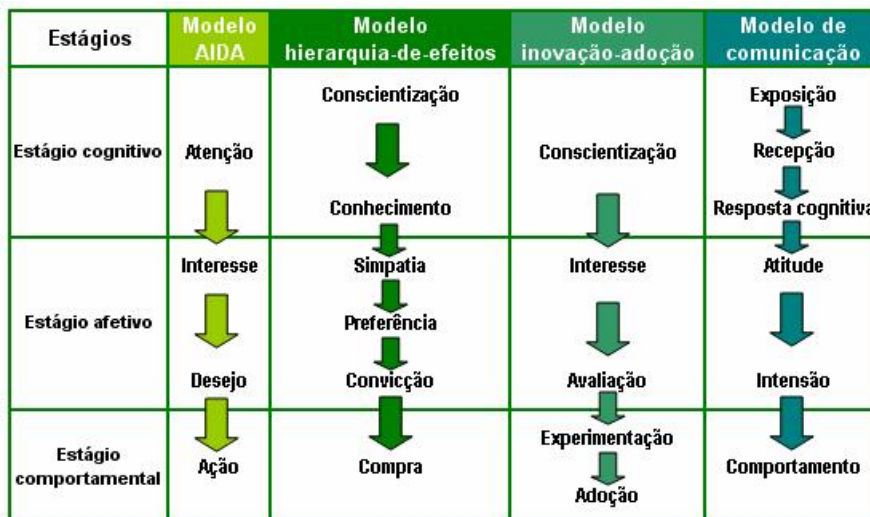 Estágios
Modelo
AIDA
Modelo
hierarquia-de-efeitos
Modelo
inovação-adoção
Modelo de
comunicação
Estágio cognitivo
Atenção
Conscientização
Conhecimento
Conscientização
Exposição
Recepção
Resposta cognitiva
Estágio afetivo
Interesse
Desejo
Simpatia
Preferência
Convicção
Interesse
Avaliação
Atitude
Intensão
Estágio
comportamental
Ação
Compra
Experimentação
Adoção
Comportamento